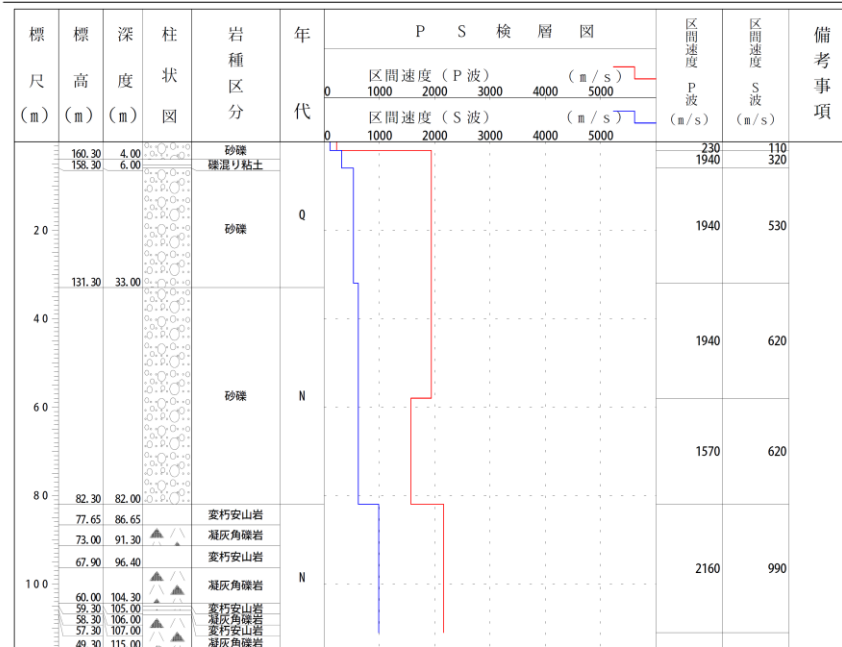 標尺(m) 標高(m) 深度(m) 柱状図 岩種区分 年代 PS検層図 区間速度 P波(m/s) 区間速度 S波(m/s) 備考事項
区間速度(P波) (m/s)
0 1000 2000 3000 4000 5000
区間速度(S波) (m/s)
0 1000 2000 3000 4000 5000
160.30 4.00 砂礫 230 110
158.30 6.00 礫混り粘土 1940 320
20 砂礫 Q 1940 530
131.30 33.00
40 1940 620
60 砂礫 N
1570 620
80 82.30 82.00
77.65 86.65 変朽安山岩
73.00 91.30 凝灰角礫岩
67.90 96.40 変朽安山岩 2160 990
100 60.00 104.30 凝灰角礫岩 N
59.30 105.00 変朽安山岩
58.30 106.00 凝灰角礫岩
57.30 107.00 変朽安山岩
49.30 115.00 凝灰角礫岩